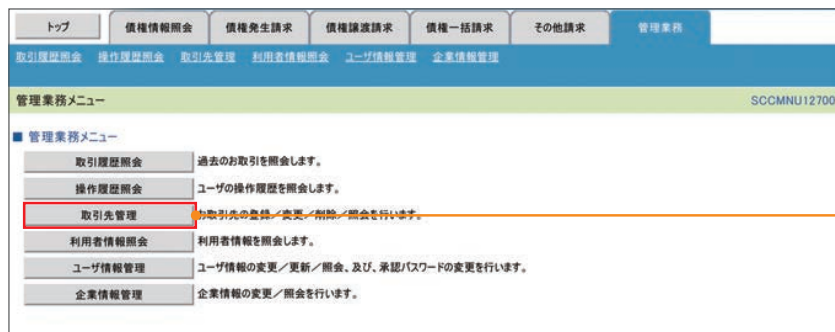 トップ 債権情報照会 債権発生請求 債権譲渡請求 債権一括請求 その他請求 管理業務
取引履歴照会 操作履歴照会 取引先管理 利用者情報照会 ユーザ情報管理 企業情報管理
管理業務メニュー SCCMNU12700
■ 管理業務メニュー
取引履歴照会 過去のお取引を照会します。
操作履歴照会 ユーザの操作履歴を照会します。
取引先管理 お取引先の登録／変更／削除／照会を行います。
利用者情報照会 利用者情報を照会します。
ユーザ情報管理 ユーザ情報の変更／更新／照会、及び、承認パスワードの変更を行います。
企業情報管理 企業情報の変更／照会を行います。